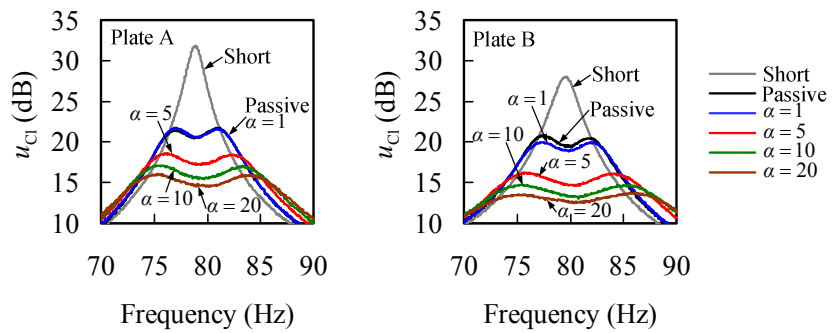 35
30
25
20
15
10
u_Cl (dB)
Plate A
Short
Passive
α = 1
α = 5
α = 10
α = 20
70 75 80 85 90
Frequency (Hz)
35
30
25
20
15
10
u_Cl (dB)
Plate B
Short
α = 1
Passive
α = 10
α = 5
α = 20
70 75 80 85 90
Frequency (Hz)
Short
Passive
α = 1
α = 5
α = 10
α = 20